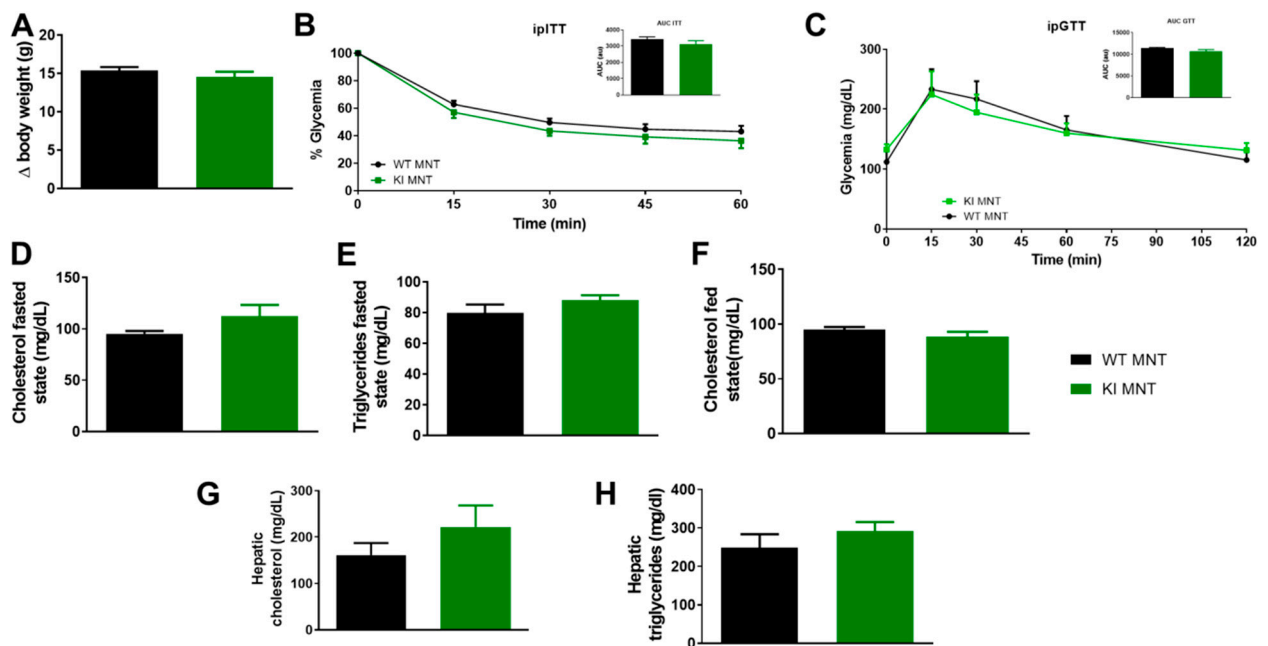 A
Δ body weight (g)
20
15
10
5
0
B
ipITT
% Glycemia
100
80
60
40
20
0
0 15 30 45 60
Time (min)
WT MNT
KI MNT
AUC ITT
AUC (au)
4000
3000
2000
1000
0
C
ipGTT
Glycemia (mg/dL)
300
200
100
0
0 15 30 45 60 75 90 105 120
Time (min)
KI MNT
WT MNT
AUC GTT
AUC (au)
15000
10000
5000
0
D
Cholesterol fasted
state (mg/dL)
150
100
50
0
E
Triglycerides fasted
state (mg/dL)
100
80
60
40
20
0
F
Cholesterol fed
state(mg/dL)
150
100
50
0
WT MNT
KI MNT
G
Hepatic
cholesterol (mg/dL)
300
200
100
0
H
Hepatic
triglycerides (mg/dl)
400
300
200
100
0